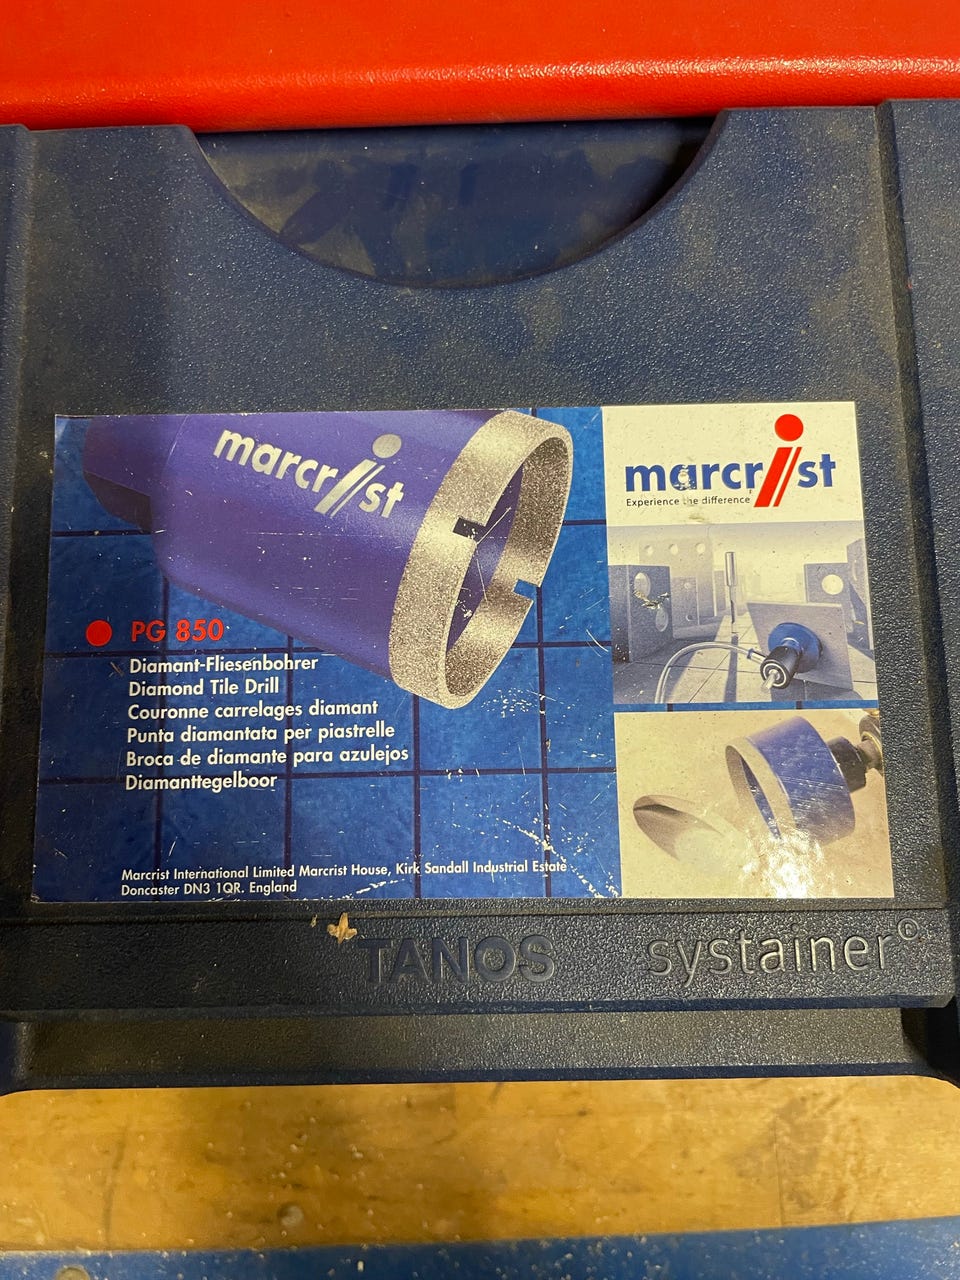 marcrist
marcrist
Experience the difference
PG 850
Diamant-Fliesenbohrer
Diamond Tile Drill
Couronne carrelages diamant
Punta diamantata per piastrelle
Broca de diamante para azulejos
Diamanttegelboor
Marcrist International Limited Marcrist House, Kirk Sandall Industrial Estate
Doncaster DN3 1QR. England
TANOS systainer©